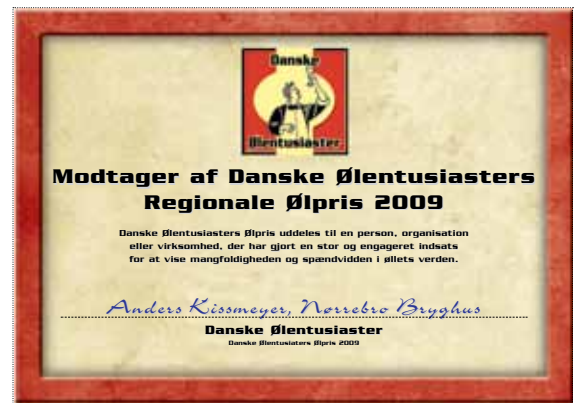 Danske
Ølentusiaster
Modtager af Danske Ølentusiasters
Regionale Ølpris 2009
Danske Ølentusiasters Ølpris uddeles til en person, organisation
eller virksomhed, der har gjort en stor og engageret indsats
for at vise mangfoldigheden og spændvidden i øllets verden.
Anders Kissmeyer, Nørrebro Bryghus
Danske Ølentusiaster
Danske Ølentusiaters Ølpris 2009